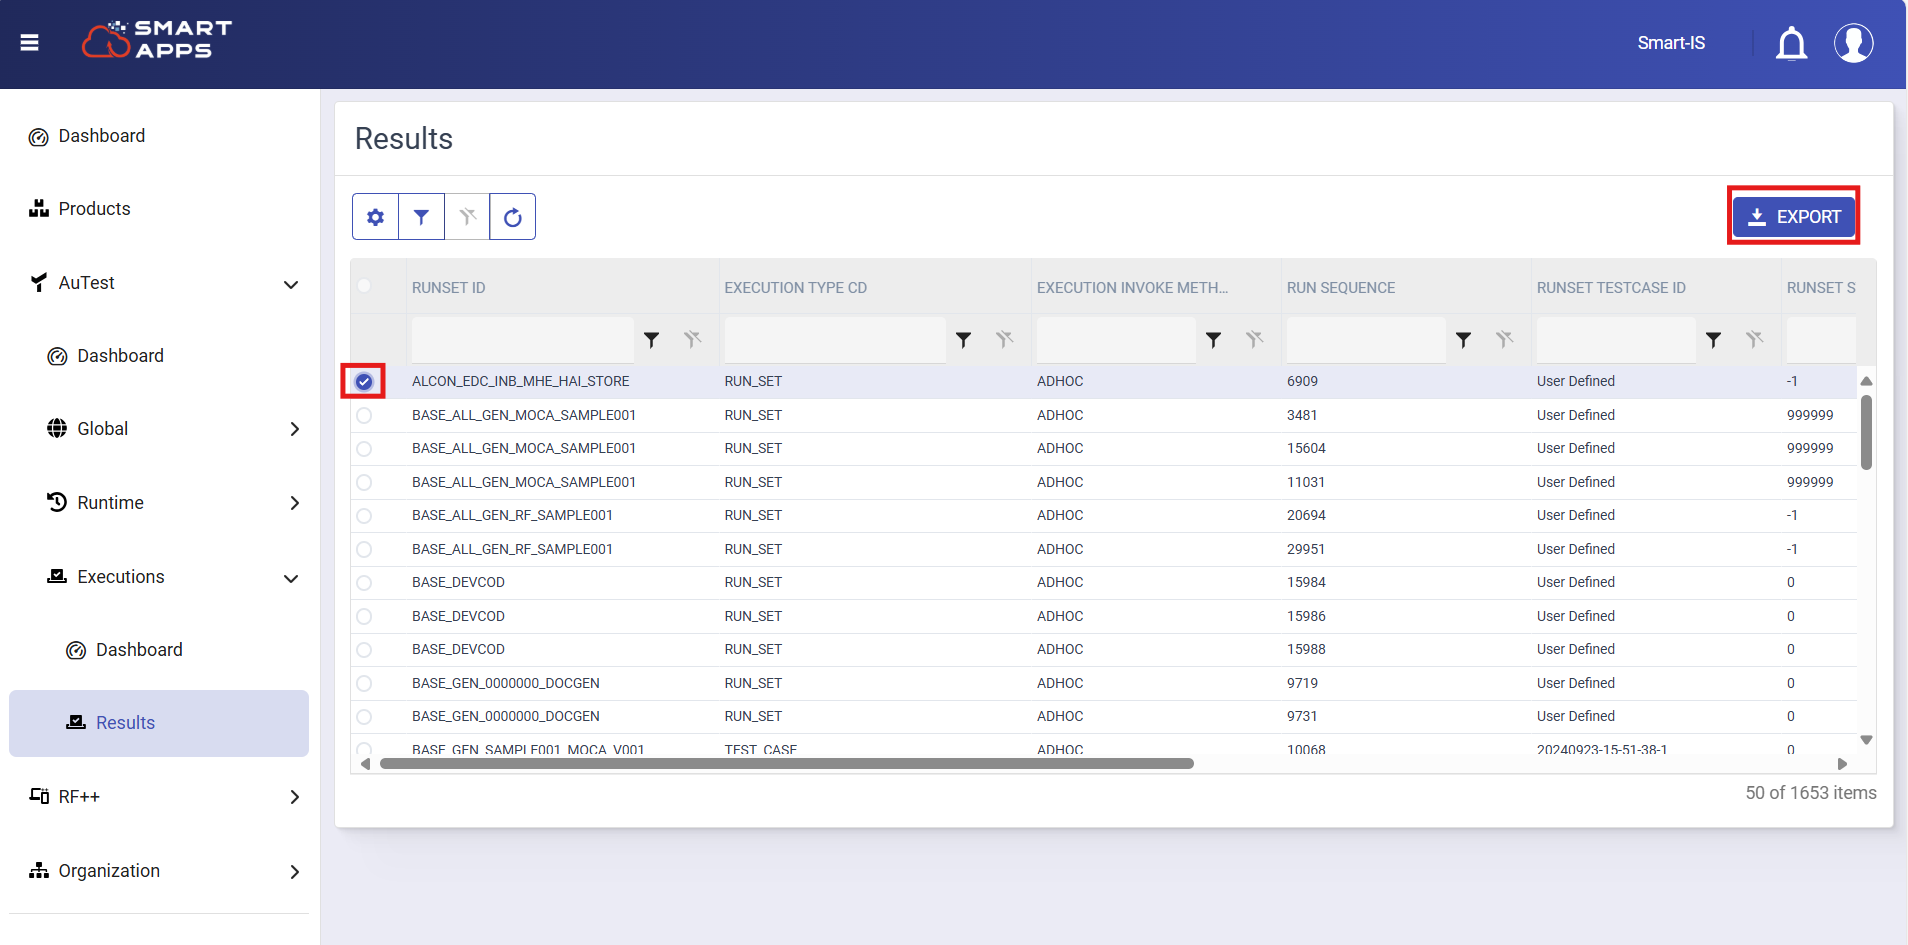 SMART
APPS
Smart-IS
Dashboard
Products
AuTest
Dashboard
Global
Runtime
Executions
Dashboard
Results
RF++
Organization
Results
EXPORT
RUNSET ID EXECUTION TYPE CD EXECUTION INVOKE METH... RUN SEQUENCE RUNSET TESTCASE ID RUNSET S
ALCON_EDC_INB_MHE_HAI_STORE RUN_SET ADHOC 6909 User Defined -1
BASE_ALL_GEN_MOCA_SAMPLE001 RUN_SET ADHOC 3481 User Defined 999999
BASE_ALL_GEN_MOCA_SAMPLE001 RUN_SET ADHOC 15604 User Defined 999999
BASE_ALL_GEN_MOCA_SAMPLE001 RUN_SET ADHOC 11031 User Defined 999999
BASE_ALL_GEN_RF_SAMPLE001 RUN_SET ADHOC 20694 User Defined -1
BASE_ALL_GEN_RF_SAMPLE001 RUN_SET ADHOC 29951 User Defined -1
BASE_DEVCOD RUN_SET ADHOC 15984 User Defined 0
BASE_DEVCOD RUN_SET ADHOC 15986 User Defined 0
BASE_DEVCOD RUN_SET ADHOC 15988 User Defined 0
BASE_GEN_0000000_DOCGEN RUN_SET ADHOC 9719 User Defined 0
BASE_GEN_0000000_DOCGEN RUN_SET ADHOC 9731 User Defined 0
BASE_GEN_SAMPLE001_MOCA_V001 TEST_CASE ADHOC 10068 20240923-15-51-38-1 0
50 of 1653 items